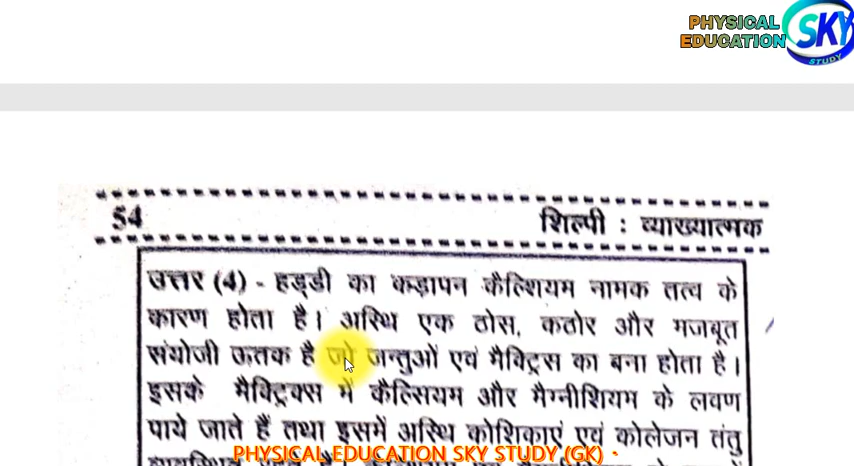 PHYSICAL
EDUCATION
SKY
STUDY
54 शिल्पी : व्याख्यात्मक
उत्तर (4) - हड्डी का कड़ापन कैल्शियम नामक तत्व के
कारण होता है। अस्थि एक ठोस, कठोर और मजबूत
संयोजी ऊतक है जो जन्तुओं एवं मैक्ट्रिस का बना होता है।
इसके मैक्ट्रिक्स में कैल्सियम और मैग्नीशियम के लवण
पाये जाते हैं तथा इसमें अस्थि कोशिकाएं एवं कोलेजन तंतु
PHYSICAL EDUCATION SKY STUDY (GK)